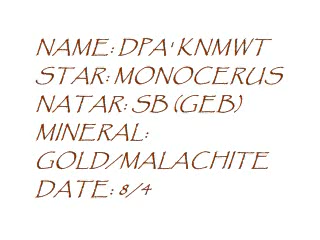 NAME: DPA' KNMWT
STAR: MONOCERUS
NATAR: SB (GEB)
MINERAL:
GOLD/MALACHITE
DATE: 8/4